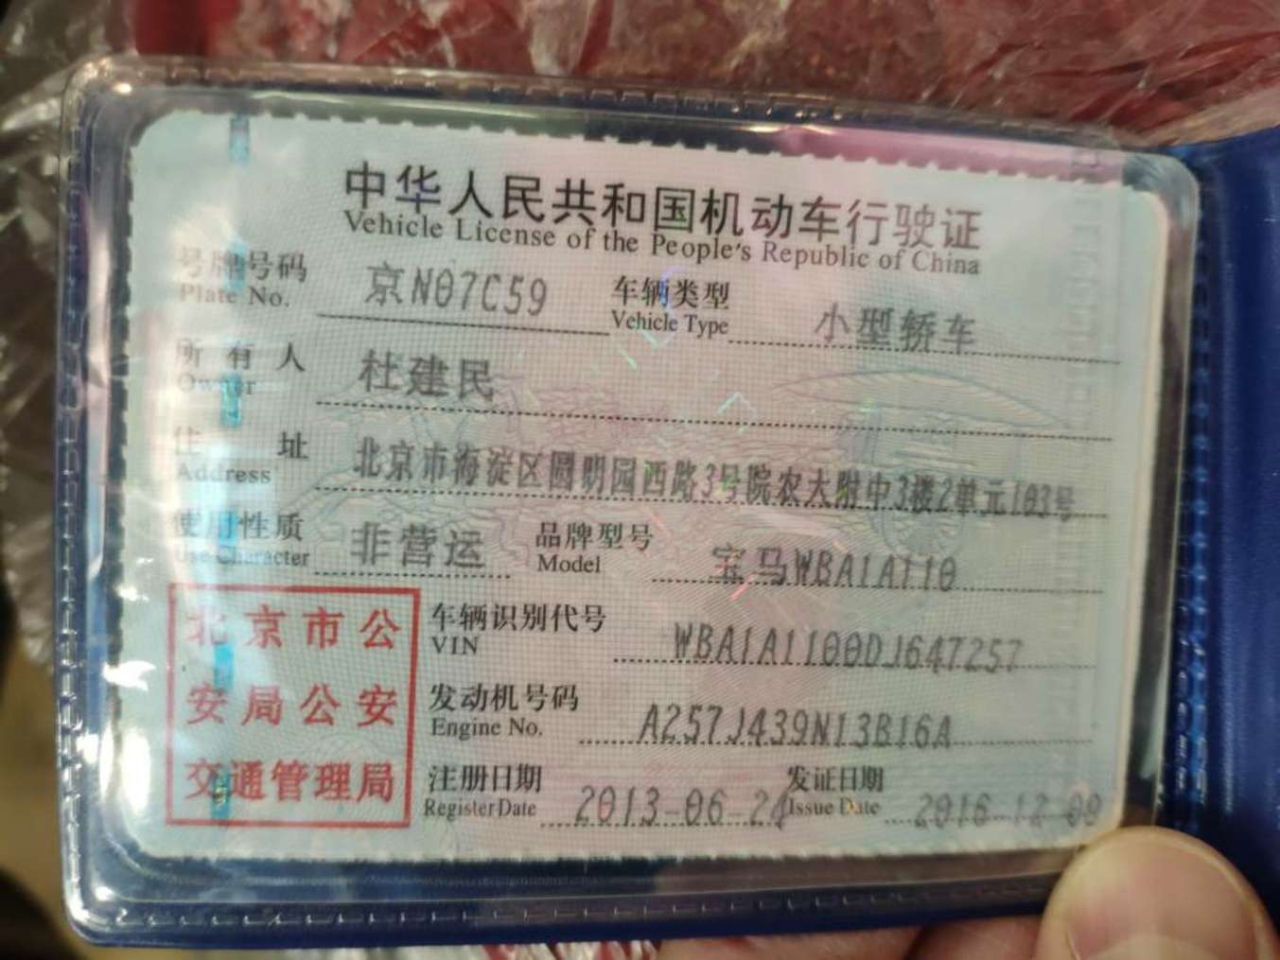 中华人民共和国机动车行驶证
Vehicle License of the People's Republic of China
号牌号码 京N07C59 车辆类型 小型轿车
Plate No. Vehicle Type
所有人 杜建民
Owner
住址 北京市海淀区圆明园西路3号院农大附中3楼2单元103号
Address
使用性质 非营运 品牌型号 宝马WBA1A110
Use Character Model
北京市公安局公安交通管理局
车辆识别代号 WBA1A1100DJ647257
VIN
发动机号码 A257J439N13B16A
Engine No.
注册日期 2013-06-24 发证日期 2016-12-09
Register Date Issue Date